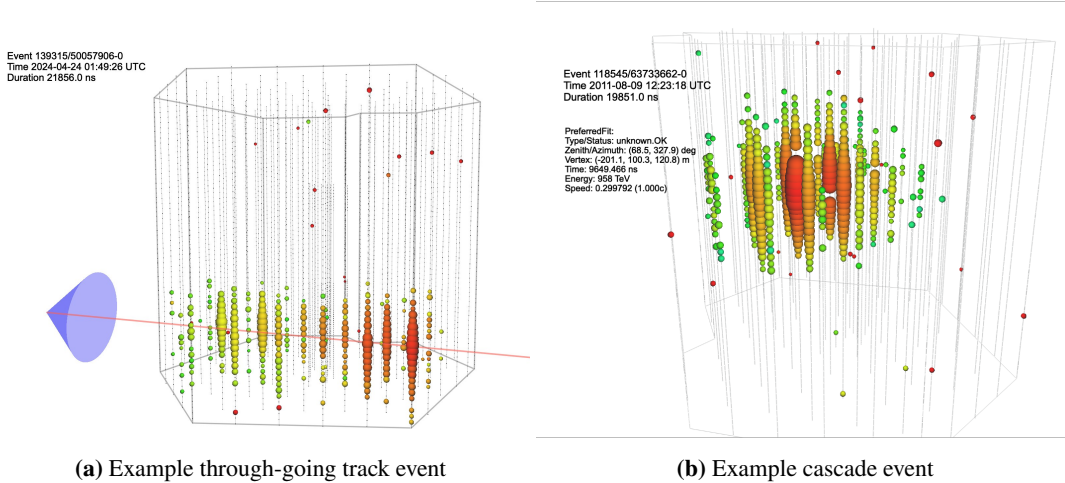 Event 139315/50057906-0
Time 2024-04-24 01:49:26 UTC
Duration 21856.0 ns
Event 118545/63733662-0
Time 2011-08-09 12:23:18 UTC
Duration 19851.0 ns
PreferredFit:
Type/Status: unknown.OK
Zenith/Azimuth: (68.5, 327.9) deg
Vertex: (-201.1, 100.3, 120.8) m
Time: 9649.466 ns
Energy: 958 TeV
Speed: 0.299792 (1.000c)
(a) Example through-going track event
(b) Example cascade event